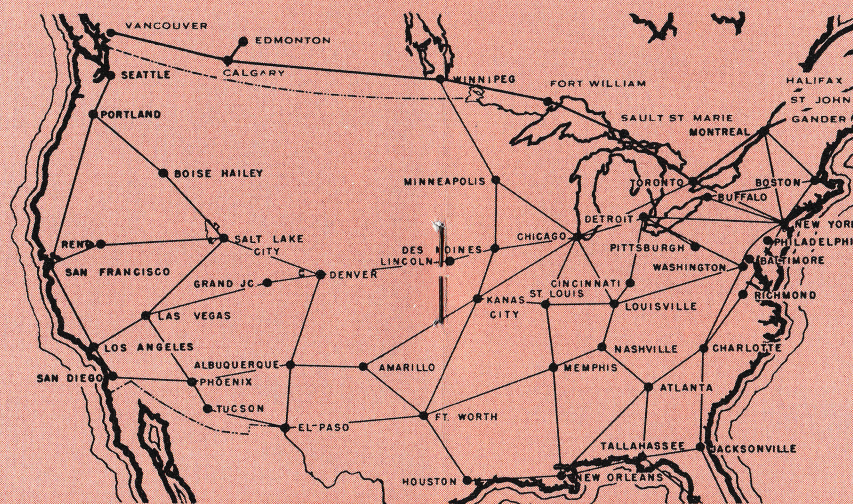 VANCOUVER
EDMONTON
SEATTLE
CALGARY
WINNIPEG
HALIFAX
FORT WILLIAM
ST. JOHN
PORTLAND
SAULT ST MARIE
GANDER
MONTREAL
BOISE HAILEY
MINNEAPOLIS
TORONTO
BOSTON
BUFFALO
DETROIT
NEW YORK
RENO
SALT LAKE
CITY
CHICAGO
PHILADELPHI
DES MOINES
PITTSBURGH
LINCOLN
BALTIMORE
SAN FRANCISCO
WASHINGTON
DENVER
GRAND JC
CINCINNATI
ST LOUIS
RICHMOND
KANAS
CITY
LOUISVILLE
LAS VEGAS
LOS ANGELES
NASHVILLE
CHARLOTTE
ALBUQUERQUE
AMARILLO
MEMPHIS
SAN DIEGO
PHOENIX
ATLANTA
TUCSON
FT. WORTH
EL PASO
TALLAHASSEE
JACKSONVILLE
HOUSTON
NEW ORLEANS